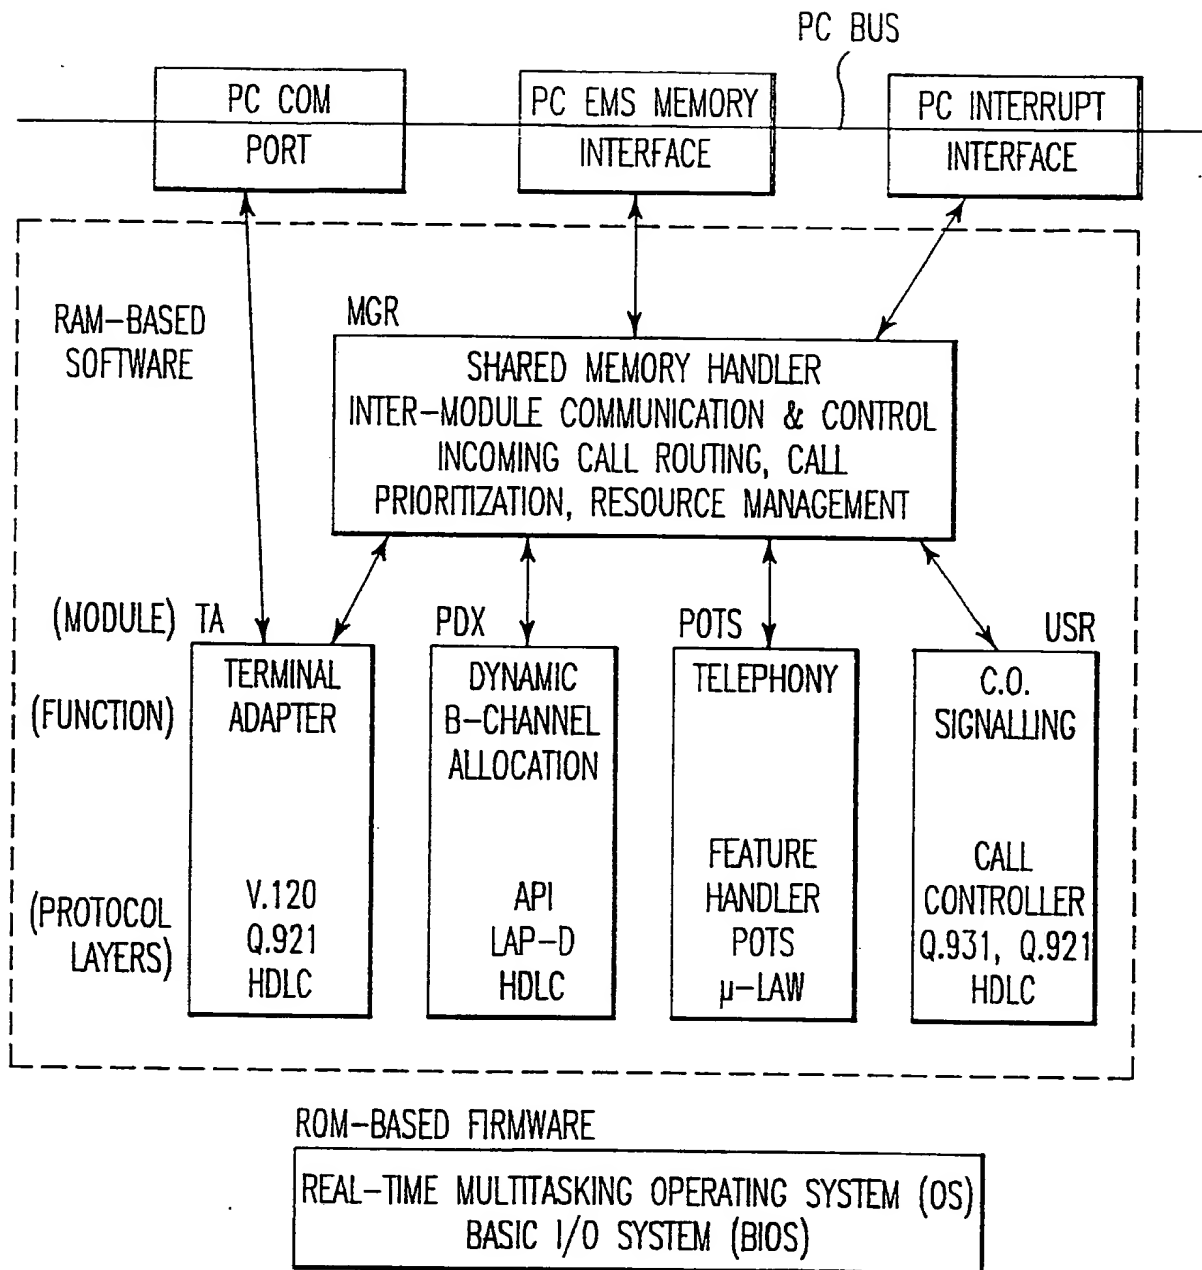 PC BUS
PC COM
PORT
PC EMS MEMORY
INTERFACE
PC INTERRUPT
INTERFACE
RAM-BASED
SOFTWARE
MGR
SHARED MEMORY HANDLER
INTER-MODULE COMMUNICATION & CONTROL
INCOMING CALL ROUTING, CALL
PRIORITIZATION, RESOURCE MANAGEMENT
(MODULE)
TA
PDX
POTS
USR
(FUNCTION)
TERMINAL
ADAPTER
DYNAMIC
B-CHANNEL
ALLOCATION
TELEPHONY
C.O.
SIGNALLING
(PROTOCOL
LAYERS)
V.120
Q.921
HDLC
API
LAP-D
HDLC
FEATURE
HANDLER
POTS
µ-LAW
CALL
CONTROLLER
Q.931, Q.921
HDLC
ROM-BASED FIRMWARE
REAL-TIME MULTITASKING OPERATING SYSTEM (OS)
BASIC I/O SYSTEM (BIOS)